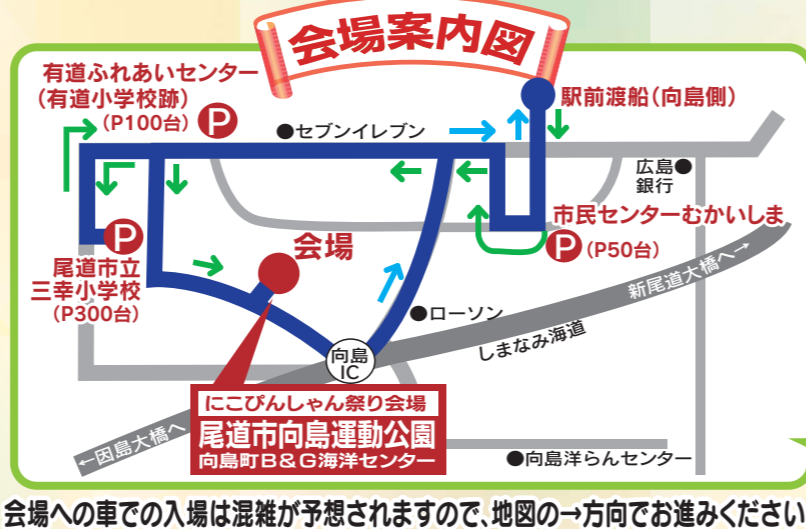 会場案内図
有道ふれあいセンター
(有道小学校跡)
(P100台)
P
●セブンイレブン
駅前渡船(向島側)
広島●
銀行
市民センターむかいしま
P
(P50台)
P
尾道市立
三幸小学校
(P300台)
会場
新尾道大橋へ→
●ローソン
しまなみ海道
向島
IC
にこぴんしゃん祭り会場
尾道市向島運動公園
向島町B&G海洋センター
←因島大橋へ
●向島洋らんセンター
会場への車での入場は混雑が予想されますので、地図の→方向でお進みください